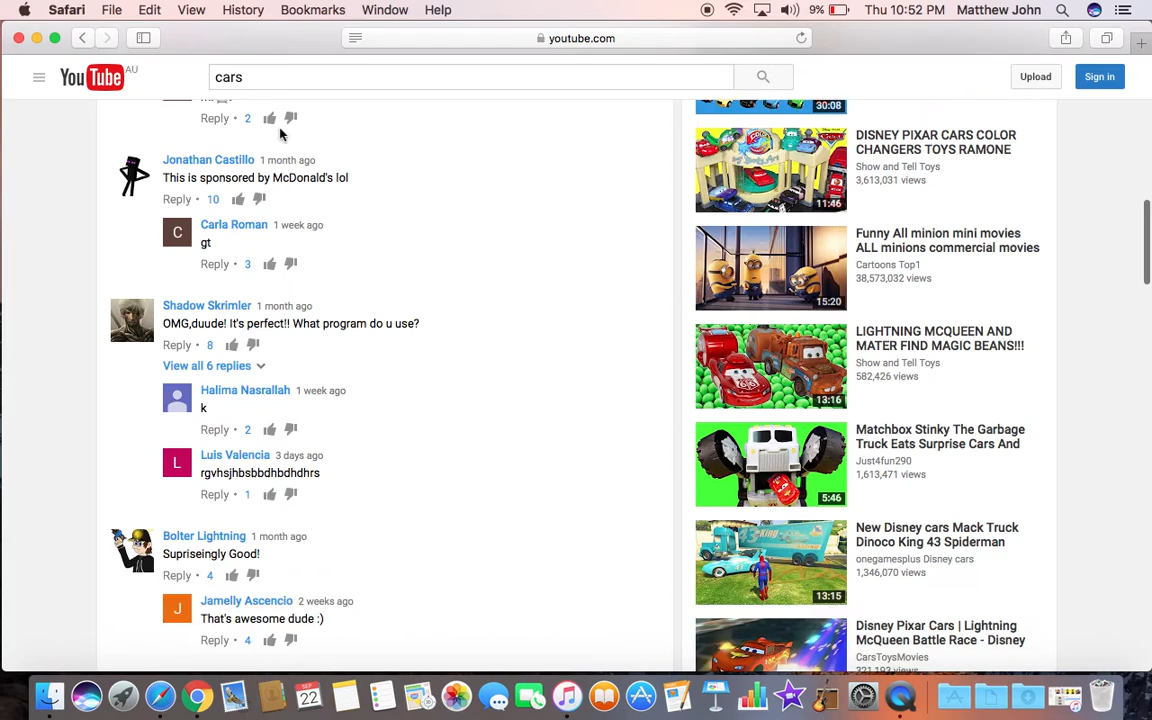 Safari File Edit View History Bookmarks Window Help 9% Thu 10:52 PM Matthew John
youtube.com
YouTube AU
cars
Upload Sign in
Reply • 2
Jonathan Castillo 1 month ago
This is sponsored by McDonald's lol
Reply • 10
C
Carla Roman 1 week ago
gt
Reply • 3
Shadow Skrimler 1 month ago
OMG,duude! It's perfect!! What program do u use?
Reply • 8
View all 6 replies
Halima Nasrallah 1 week ago
k
Reply • 2
L
Luis Valencia 3 days ago
rgvhsjhbsbbdhbdhdhrs
Reply • 1
Bolter Lightning 1 month ago
Supriseingly Good!
Reply • 4
J
Jamelly Ascencio 2 weeks ago
That's awesome dude :)
Reply • 4
30:08
DISNEY PIXAR CARS COLOR
CHANGERS TOYS RAMONE
Show and Tell Toys
3,613,031 views
11:46
Funny All minion mini movies
ALL minions commercial movies
Cartoons Top1
38,573,032 views
15:20
LIGHTNING MCQUEEN AND
MATER FIND MAGIC BEANS!!!
Show and Tell Toys
582,426 views
13:16
Matchbox Stinky The Garbage
Truck Eats Surprise Cars And
Just4fun290
1,613,471 views
5:46
New Disney cars Mack Truck
Dinoco King 43 Spiderman
onegamesplus Disney cars
1,346,070 views
13:15
Disney Pixar Cars | Lightning
McQueen Battle Race - Disney
CarsToysMovies
321,193 views
SEP
22